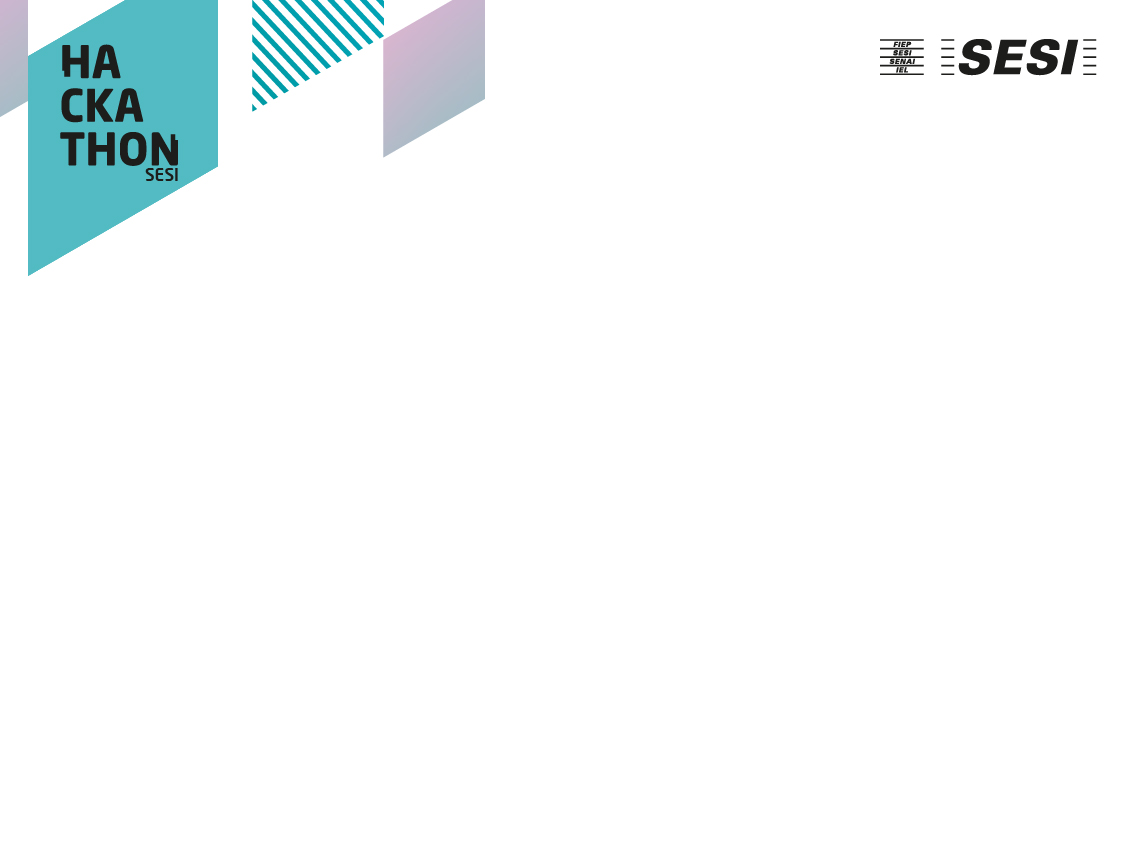 HA
CKA
THON
SESI
FIEP
SESI
SENAI
IEL
SESI